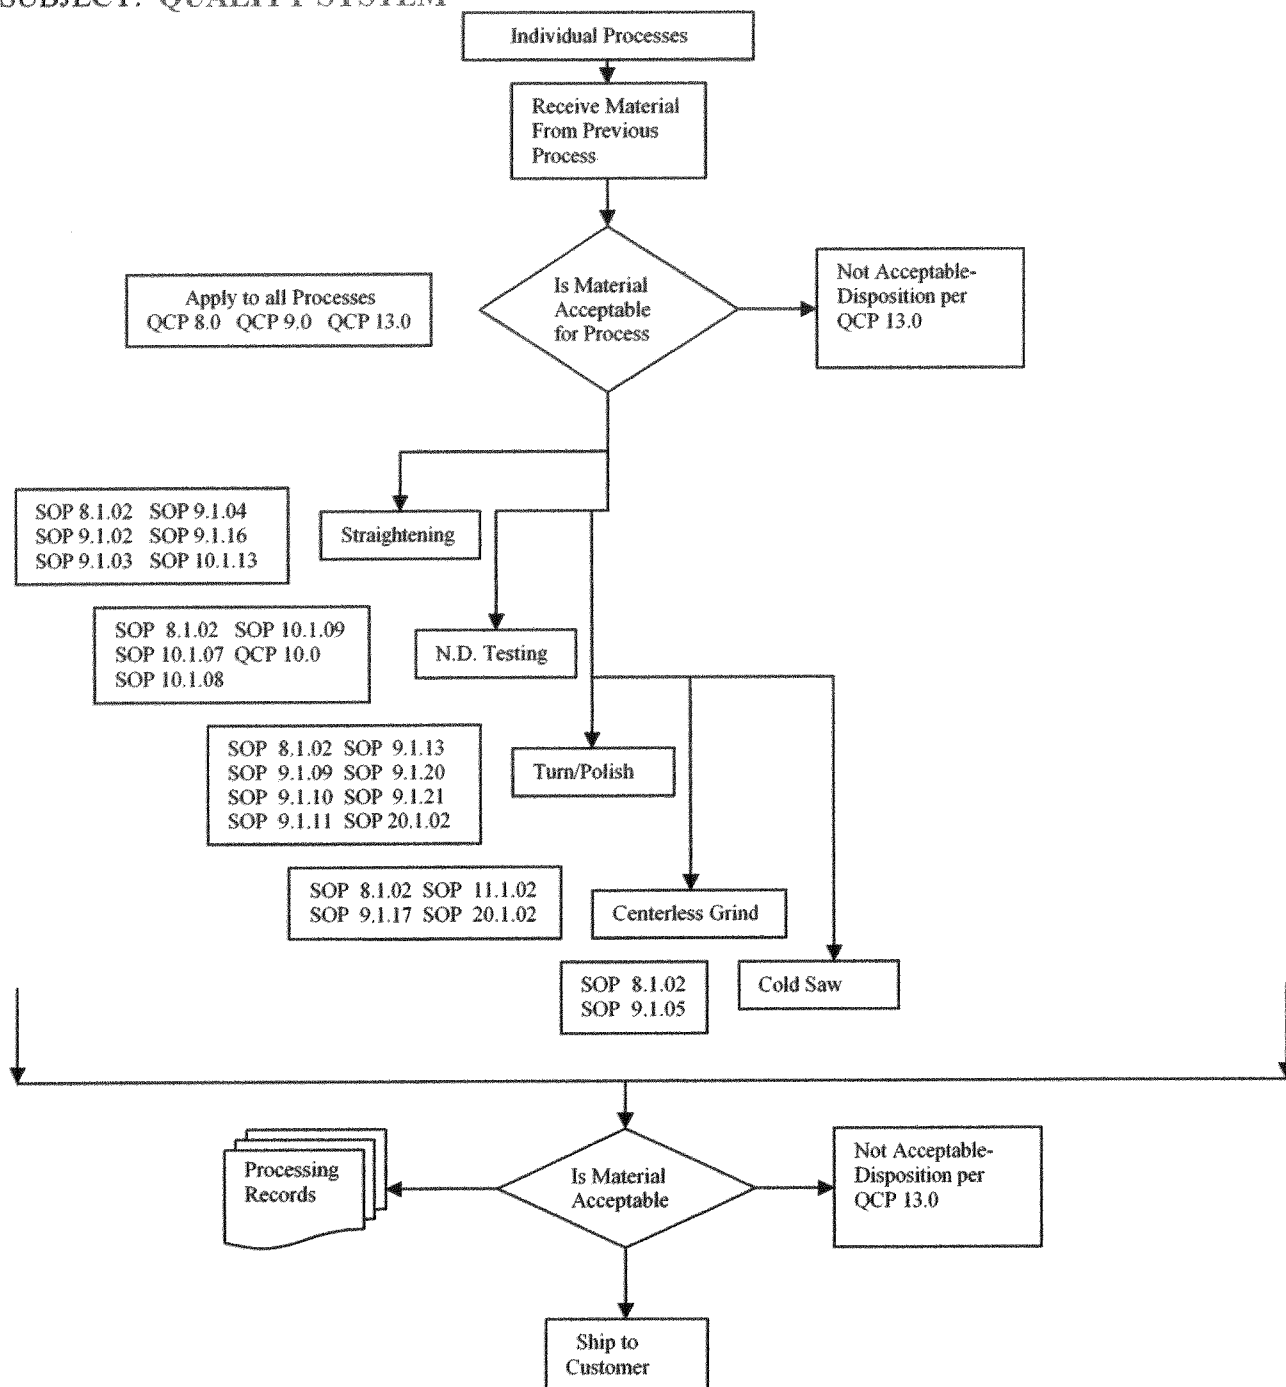 SUBJECT: QUALITY SYSTEM
Individual Processes
Receive Material
From Previous
Process
Is Material
Acceptable
for Process
Not Acceptable-
Disposition per
QCP 13.0
Apply to all Processes
QCP 8.0 QCP 9.0 QCP 13.0
SOP 8.1.02 SOP 9.1.04
SOP 9.1.02 SOP 9.1.16
SOP 9.1.03 SOP 10.1.13
Straightening
SOP 8.1.02 SOP 10.1.09
SOP 10.1.07 QCP 10.0
SOP 10.1.08
N.D. Testing
SOP 8.1.02 SOP 9.1.13
SOP 9.1.09 SOP 9.1.20
SOP 9.1.10 SOP 9.1.21
SOP 9.1.11 SOP 20.1.02
Turn/Polish
SOP 8.1.02 SOP 11.1.02
SOP 9.1.17 SOP 20.1.02
Centerless Grind
SOP 8.1.02
SOP 9.1.05
Cold Saw
Processing
Records
Is Material
Acceptable
Not Acceptable-
Disposition per
QCP 13.0
Ship to
Customer